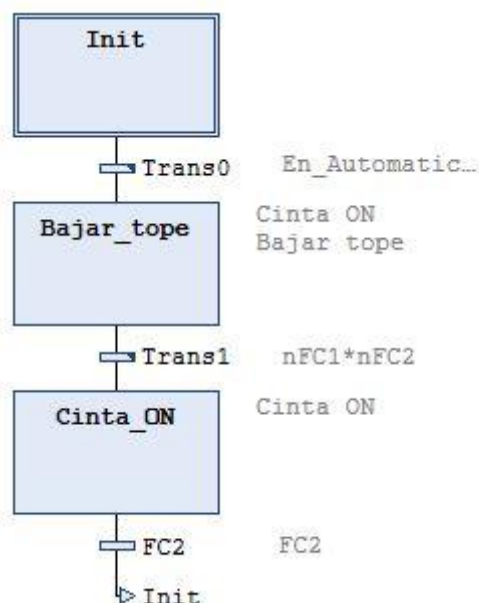 Init
Trans0 En_Automatic…
Bajar_tope
Cinta ON
Bajar tope
Trans1 nFC1*nFC2
Cinta_ON
Cinta ON
FC2 FC2
Init